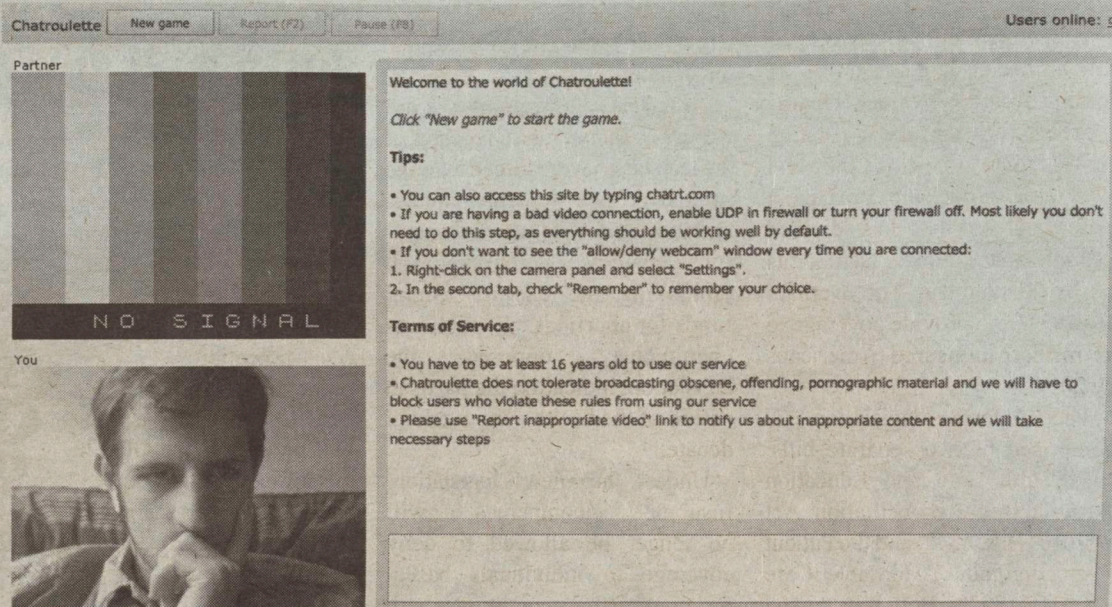 Chatroulette New game Report (F2) Pause (F8) Users online:
Partner
NO SIGNAL
You
Welcome to the world of Chatroulette!
Click "New game" to start the game.
Tips:
• You can also access this site by typing chatrt.com
• If you are having a bad video connection, enable UDP in firewall or turn your firewall off. Most likely you don't
need to do this step, as everything should be working well by default.
• If you don't want to see the "allow/deny webcam" window every time you are connected:
1. Right-click on the camera panel and select "Settings".
2. In the second tab, check "Remember" to remember your choice.
Terms of Service:
• You have to be at least 16 years old to use our service
• Chatroulette does not tolerate broadcasting obscene, offending, pornographic material and we will have to
block users who violate these rules from using our service
• Please use "Report inappropriate video" link to notify us about inappropriate content and we will take
necessary steps